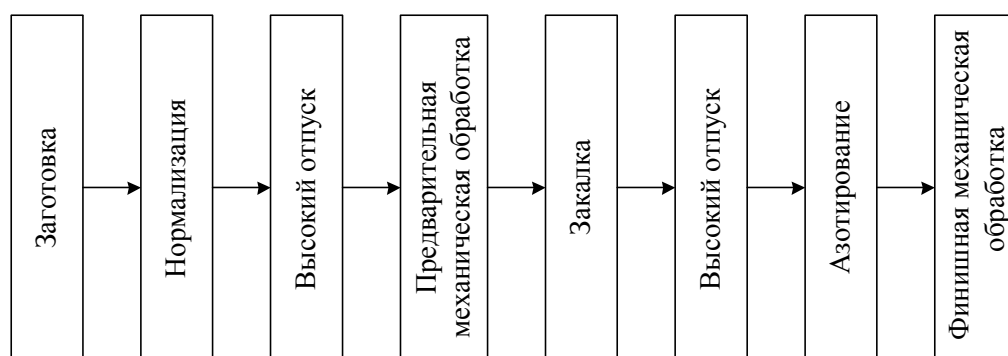 Заготовка
Нормализация
Высокий отпуск
Предварительная
механическая обработка
Закалка
Высокий отпуск
Азотирование
Финишная механическая
обработка